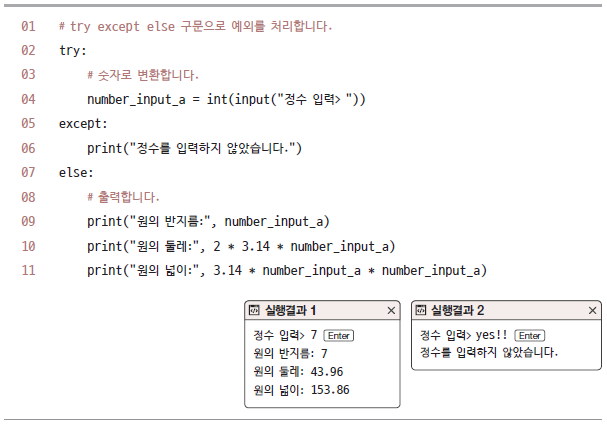 01 # try except else 구문으로 예외를 처리합니다.
02 try:
03     # 숫자로 변환합니다.
04     number_input_a = int(input("정수 입력> "))
05 except:
06     print("정수를 입력하지 않았습니다.")
07 else:
08     # 출력합니다.
09     print("원의 반지름:", number_input_a)
10     print("원의 둘레:", 2 * 3.14 * number_input_a)
11     print("원의 넓이:", 3.14 * number_input_a * number_input_a)
실행결과 1
정수 입력> 7 Enter
원의 반지름: 7
원의 둘레: 43.96
원의 넓이: 153.86
실행결과 2
정수 입력> yes!! Enter
정수를 입력하지 않았습니다.